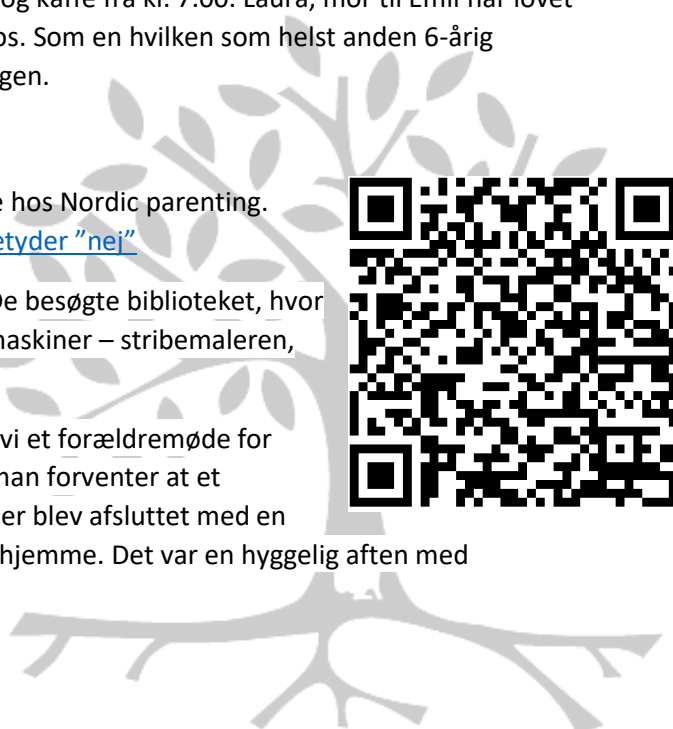 og kaffe fra kl. 7.00. Laura, mor til Emil har lovet
os. Som en hvilken som helst anden 6-årig
gen.
e hos Nordic parenting.
etyder ”nej”
De besøgte biblioteket, hvor
maskiner – stribemaleren,
vi et forældremøde for
man forventer at et
er blev afsluttet med en
hjemme. Det var en hyggelig aften med